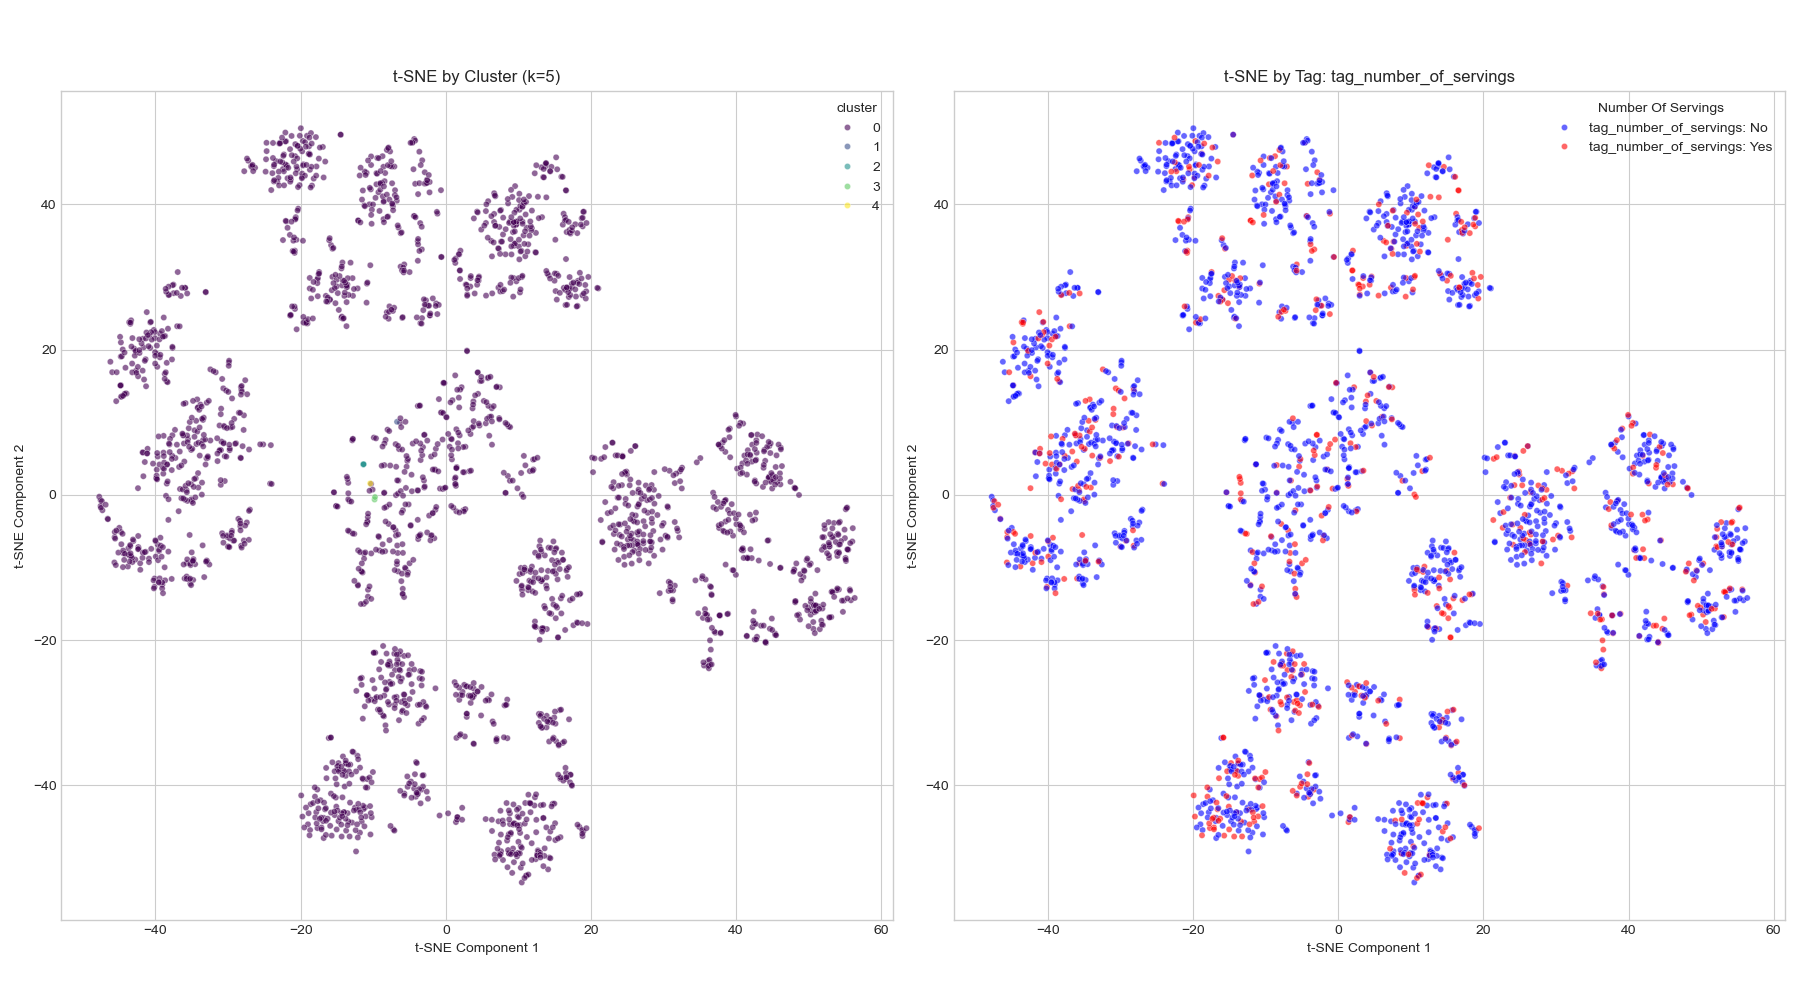 t-SNE by Cluster (k=5)
cluster
0
1
2
3
4
40
20
0
−20
−40
t-SNE Component 2
−40
−20
0
20
40
60
t-SNE Component 1
t-SNE by Tag: tag_number_of_servings
Number Of Servings
tag_number_of_servings: No
tag_number_of_servings: Yes
40
20
0
−20
−40
t-SNE Component 2
−40
−20
0
20
40
60
t-SNE Component 1